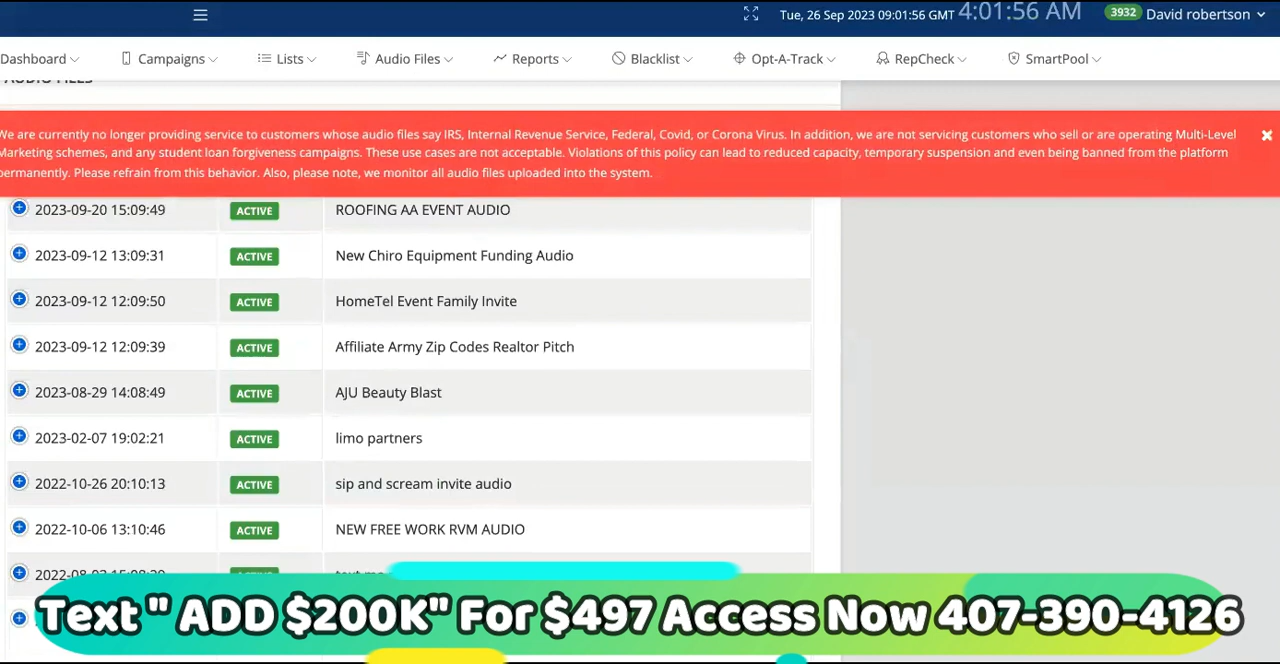 Tue, 26 Sep 2023 09:01:56 GMT 4:01:56 AM 3932 David robertson
Dashboard Campaigns Lists Audio Files Reports Blacklist Opt-A-Track RepCheck SmartPool
AUDIO FILES
We are currently no longer providing service to customers whose audio files say IRS, Internal Revenue Service, Federal, Covid, or Corona Virus. In addition, we are not servicing customers who sell or are operating Multi-Level
Marketing schemes, and any student loan forgiveness campaigns. These use cases are not acceptable. Violations of this policy can lead to reduced capacity, temporary suspension and even being banned from the platform
permanently. Please refrain from this behavior. Also, please note, we monitor all audio files uploaded into the system.
2023-09-20 15:09:49 ACTIVE ROOFING AA EVENT AUDIO
2023-09-12 13:09:31 ACTIVE New Chiro Equipment Funding Audio
2023-09-12 12:09:50 ACTIVE HomeTel Event Family Invite
2023-09-12 12:09:39 ACTIVE Affiliate Army Zip Codes Realtor Pitch
2023-08-29 14:08:49 ACTIVE AJU Beauty Blast
2023-02-07 19:02:21 ACTIVE limo partners
2022-10-26 20:10:13 ACTIVE sip and scream invite audio
2022-10-06 13:10:46 ACTIVE NEW FREE WORK RVM AUDIO
Text " ADD $200K" For $497 Access Now 407-390-4126